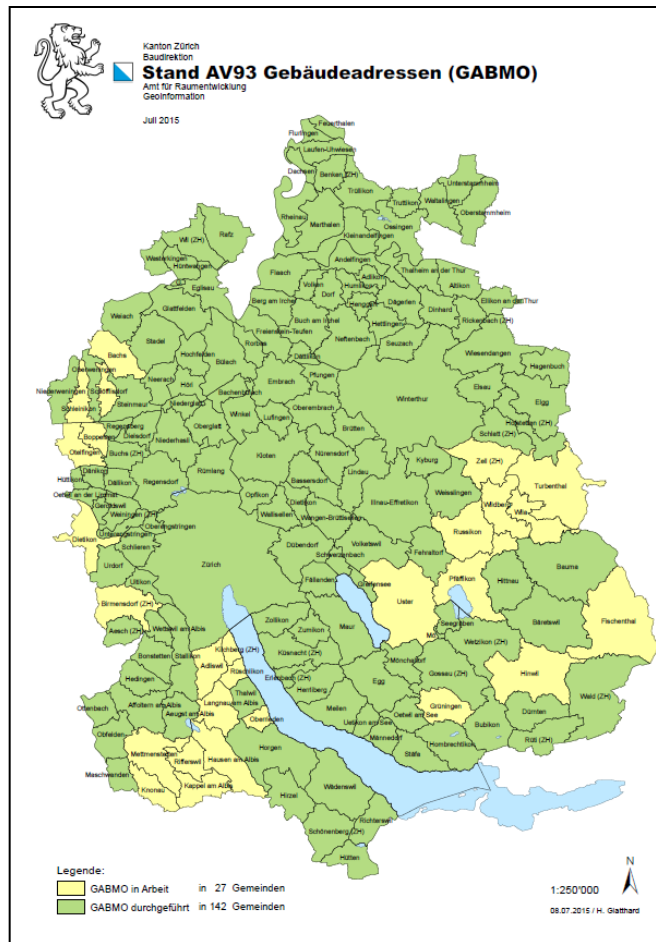 Kanton Zürich
Baudirektion
Stand AV93 Gebäudeadressen (GABMO)
Amt für Raumentwicklung
Geoinformation
Juli 2015
Feuerthalen
Flurlingen
Laufen-Uhwiesen
Dachsen
Benken (ZH)
Unterstammheim
Trüllikon
Truttikon
Waltalingen
Oberstammheim
Rheinau
Marthalen
Ossingen
Kleinandelfingen
Rafz
Wil (ZH)
Wasterkingen
Hüntwangen
Andelfingen
Eglisau
Flaach
Volken
Adlikon
Humlikon
Thalheim an der Thur
Dorf
Altikon
Berg am Irchel
Henggart
Dägerlen
Ellikon an der Thur
Weiach
Glattfelden
Buch am Irchel
Hettlingen
Dinhard
Rickenbach (ZH)
Freienstein-Teufen
Neftenbach
Seuzach
Stadel
Rorbas
Hochfelden
Dättlikon
Wiesendangen
Bachs
Bülach
Hagenbuch
Oberweningen
Neerach
Höri
Embrach
Pfungen
Elsau
Niederweningen
Schöfflisdorf
Bachenbülach
Winterthur
Elgg
Schleinikon
Steinmaur
Niederglatt
Winkel
Lufingen
Oberembrach
Hofstetten (ZH)
Regensberg
Oberglatt
Brütten
Boppelsen
Dielsdorf
Niederhasli
Schlatt (ZH)
Otelfingen
Buchs (ZH)
Kloten
Nürensdorf
Kyburg
Zell (ZH)
Dänikon
Rümlang
Lindau
Hüttikon
Dällikon
Regensdorf
Bassersdorf
Weisslingen
Turbenthal
Oetwil an der Limmat
Opfikon
Dietlikon
Illnau-Effretikon
Wildberg
Geroldswil
Weiningen (ZH)
Wallisellen
Wangen-Brüttisellen
Wila
Oberengstringen
Unterengstringen
Russikon
Dietikon
Schlieren
Dübendorf
Volketswil
Schwerzenbach
Fehraltorf
Bauma
Urdorf
Zürich
Fällanden
Greifensee
Pfäffikon
Hittnau
Uitikon
Uster
Fischenthal
Birmensdorf (ZH)
Zollikon
Maur
Seegräben
Bäretswil
Aesch (ZH)
Wettswil am Albis
Zumikon
Wetzikon (ZH)
Bonstetten
Stallikon
Kilchberg (ZH)
Küsnacht (ZH)
Mönchaltorf
Adliswil
Rüschlikon
Erlenbach (ZH)
Egg
Gossau (ZH)
Hinwil
Hedingen
Thalwil
Herrliberg
Wald (ZH)
Ottenbach
Affoltern am Albis
Langnau am Albis
Meilen
Grüningen
Aeugst am Albis
Oberrieden
Uetikon am See
Oetwil am See
Dürnten
Obfelden
Männedorf
Bubikon
Mettmenstetten
Horgen
Hombrechtikon
Rüti (ZH)
Rifferswil
Hausen am Albis
Stäfa
Maschwanden
Kappel am Albis
Knonau
Hirzel
Wädenswil
Richterswil
Schönenberg (ZH)
Hütten
Legende:
GABMO in Arbeit in 27 Gemeinden
GABMO durchgeführt in 142 Gemeinden
N
1:250'000
08.07.2015 / H. Glatthard